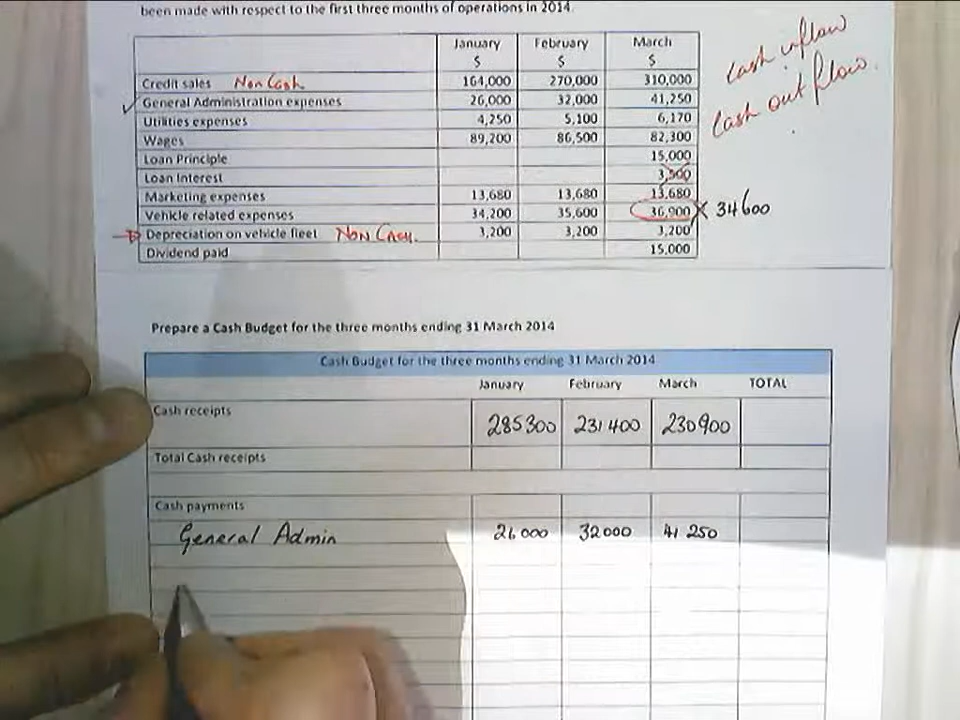 been made with respect to the first three months of operations in 2014.
January February March
$ $ $
Credit sales Non Cash 164,000 270,000 310,000
General Administration expenses 26,000 32,000 41,250
Utilities expenses 4,250 5,100 6,170
Wages 89,200 86,500 82,300
Loan Principle 15,000
Loan Interest 3,500
Marketing expenses 13,680 13,680 13,680
Vehicle related expenses 34,200 35,600 36,900 34600
Depreciation on vehicle fleet Non Cash 3,200 3,200 3,200
Dividend paid 15,000
Cash inflow
Cash out flow
Prepare a Cash Budget for the three months ending 31 March 2014
Cash Budget for the three months ending 31 March 2014
January February March TOTAL
Cash receipts 285300 231400 230900
Total Cash receipts
Cash payments
General Admin 26000 32000 41250